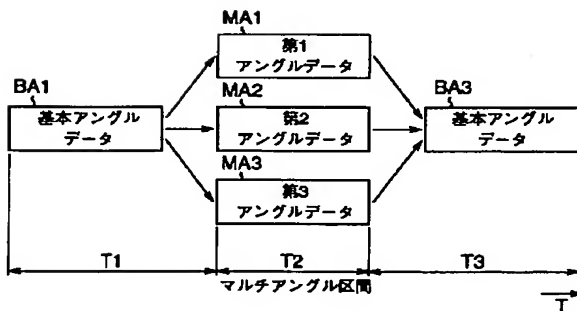 MA1
第1
アングルデータ
BA1
基本アングル
データ
MA2
第2
アングルデータ
BA3
基本アングル
データ
MA3
第3
アングルデータ
T1
T2
T3
マルチアングル区間
T